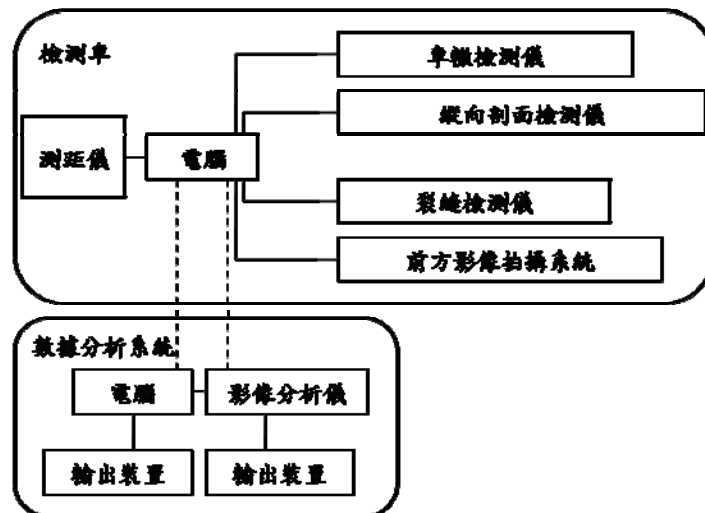 檢測車
車轍檢測儀
縱向剖面檢測儀
測距儀
電腦
裂縫檢測儀
前方影像拍攝系統
數據分析系統
電腦
影像分析儀
輸出裝置
輸出裝置